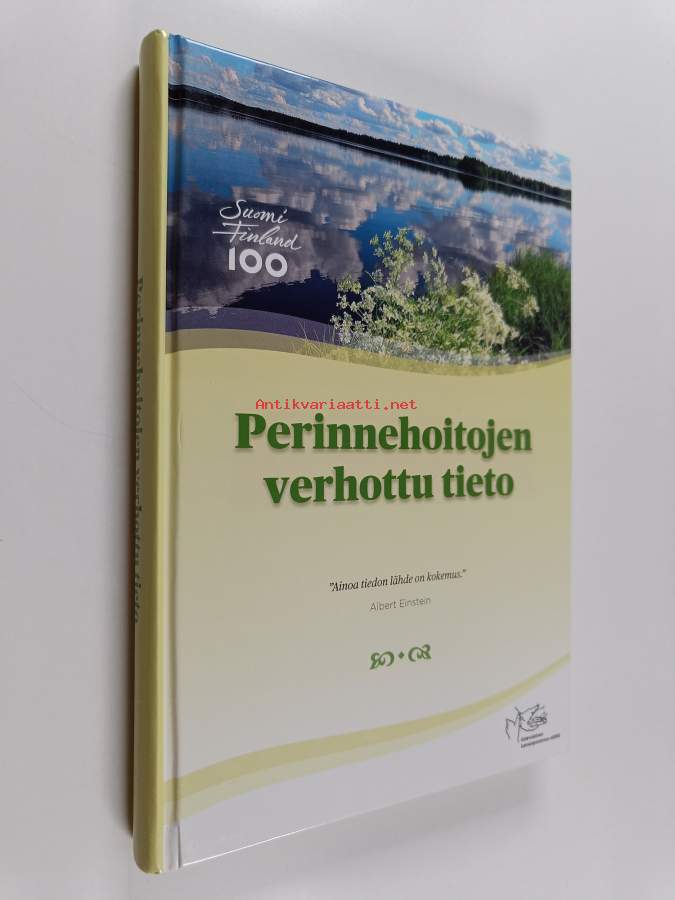 Suomi
Finland
100
Antikvariaatti.net
Perinnehoitojen
verhottu tieto
"Ainoa tiedon lähde on kokemus."
Albert Einstein
Perinnehoitojen verhottu tieto